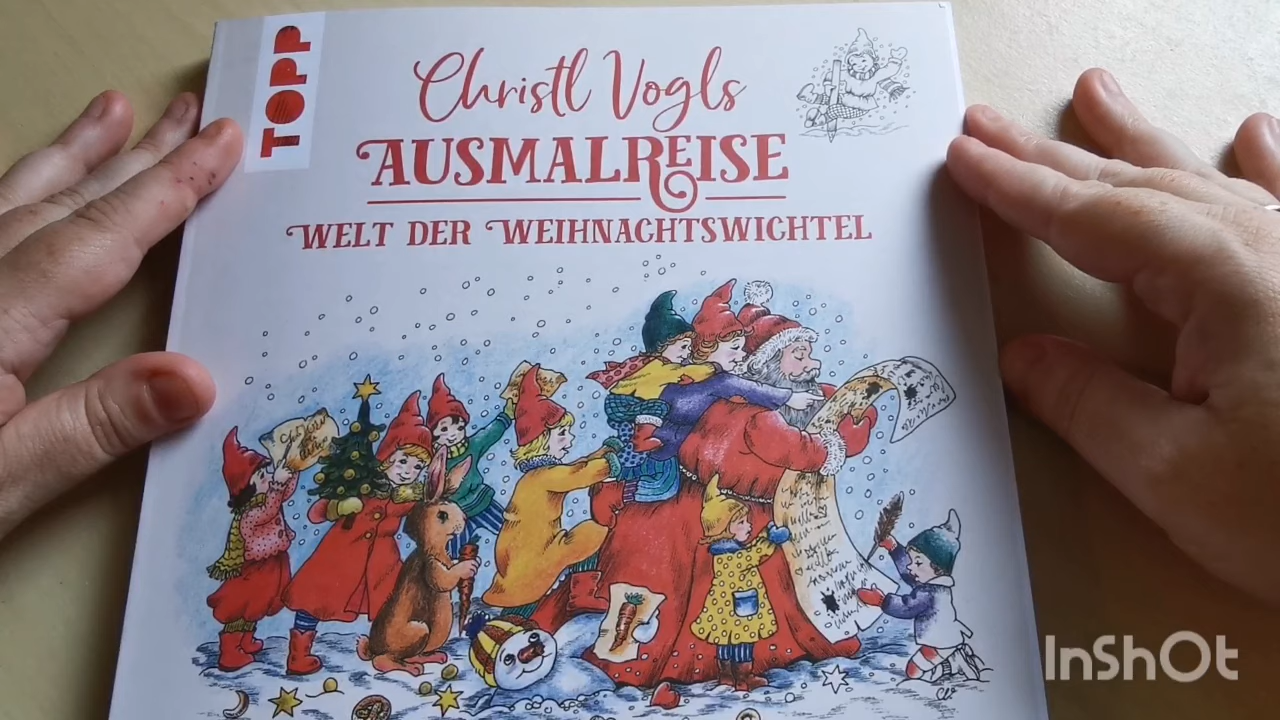 TOPP
Christl Vogls
AUSMALREISE
WELT DER WEIHNACHTSWICHTEL
InShOt